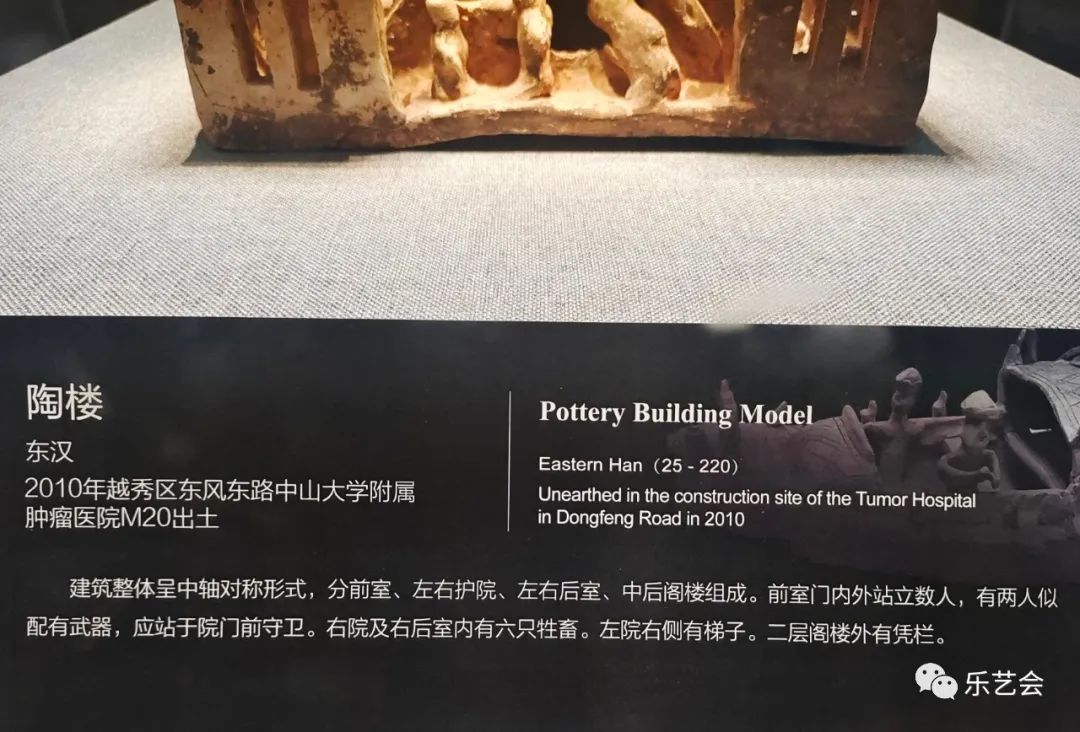 陶楼
东汉
2010年越秀区东风东路中山大学附属
肿瘤医院M20出土
Pottery Building Model
Eastern Han（25 - 220）
Unearthed in the construction site of the Tumor Hospital
in Dongfeng Road in 2010
建筑整体呈中轴对称形式，分前室、左右护院、左右后室、中后阁楼组成。前室门内外站立数人，有两人似
配有武器，应站于院门前守卫。右院及右后室内有六只牲畜。左院右侧有梯子。二层阁楼外有凭栏。
乐艺会